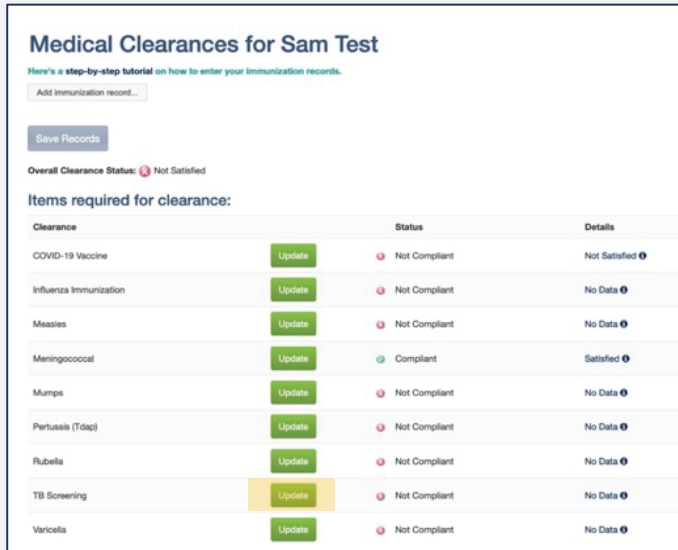 Medical Clearances for Sam Test
Here's a step-by-step tutorial on how to enter your immunization records.
Add immunization record...
Save Records
Overall Clearance Status: Not Satisfied
Items required for clearance:
Clearance Status Details
COVID-19 Vaccine Update Not Compliant Not Satisfied
Influenza Immunization Update Not Compliant No Data
Measles Update Not Compliant No Data
Meningococcal Update Compliant Satisfied
Mumps Update Not Compliant No Data
Pertussis (Tdap) Update Not Compliant No Data
Rubella Update Not Compliant No Data
TB Screening Update Not Compliant No Data
Varicella Update Not Compliant No Data